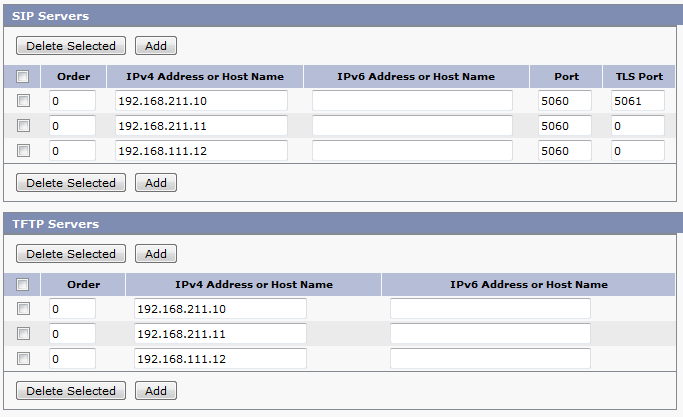 SIP Servers
Delete Selected Add
Order IPv4 Address or Host Name IPv6 Address or Host Name Port TLS Port
0 192.168.211.10 5060 5061
0 192.168.211.11 5060 0
0 192.168.111.12 5060 0
Delete Selected Add
TFTP Servers
Delete Selected Add
Order IPv4 Address or Host Name IPv6 Address or Host Name
0 192.168.211.10
0 192.168.211.11
0 192.168.111.12
Delete Selected Add